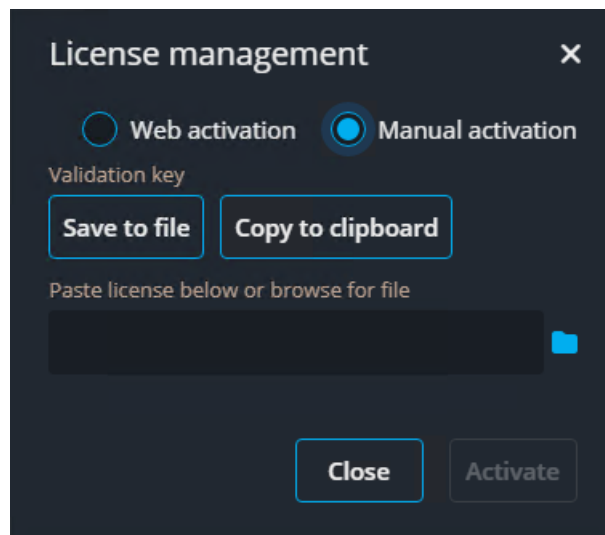 License management
Web activation Manual activation
Validation key
Save to file Copy to clipboard
Paste license below or browse for file
Close Activate